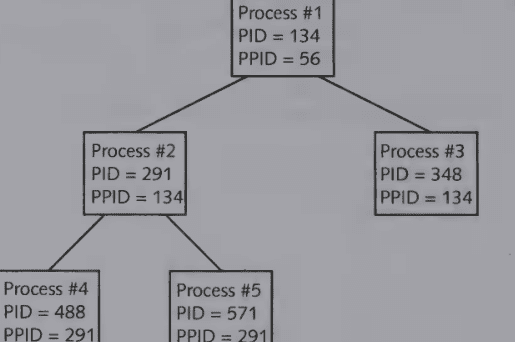 Process #1
PID = 134
PPID = 56
Process #2
PID = 291
PPID = 134
Process #3
PID = 348
PPID = 134
Process #4
PID = 488
PPID = 291
Process #5
PID = 571
PPID = 291